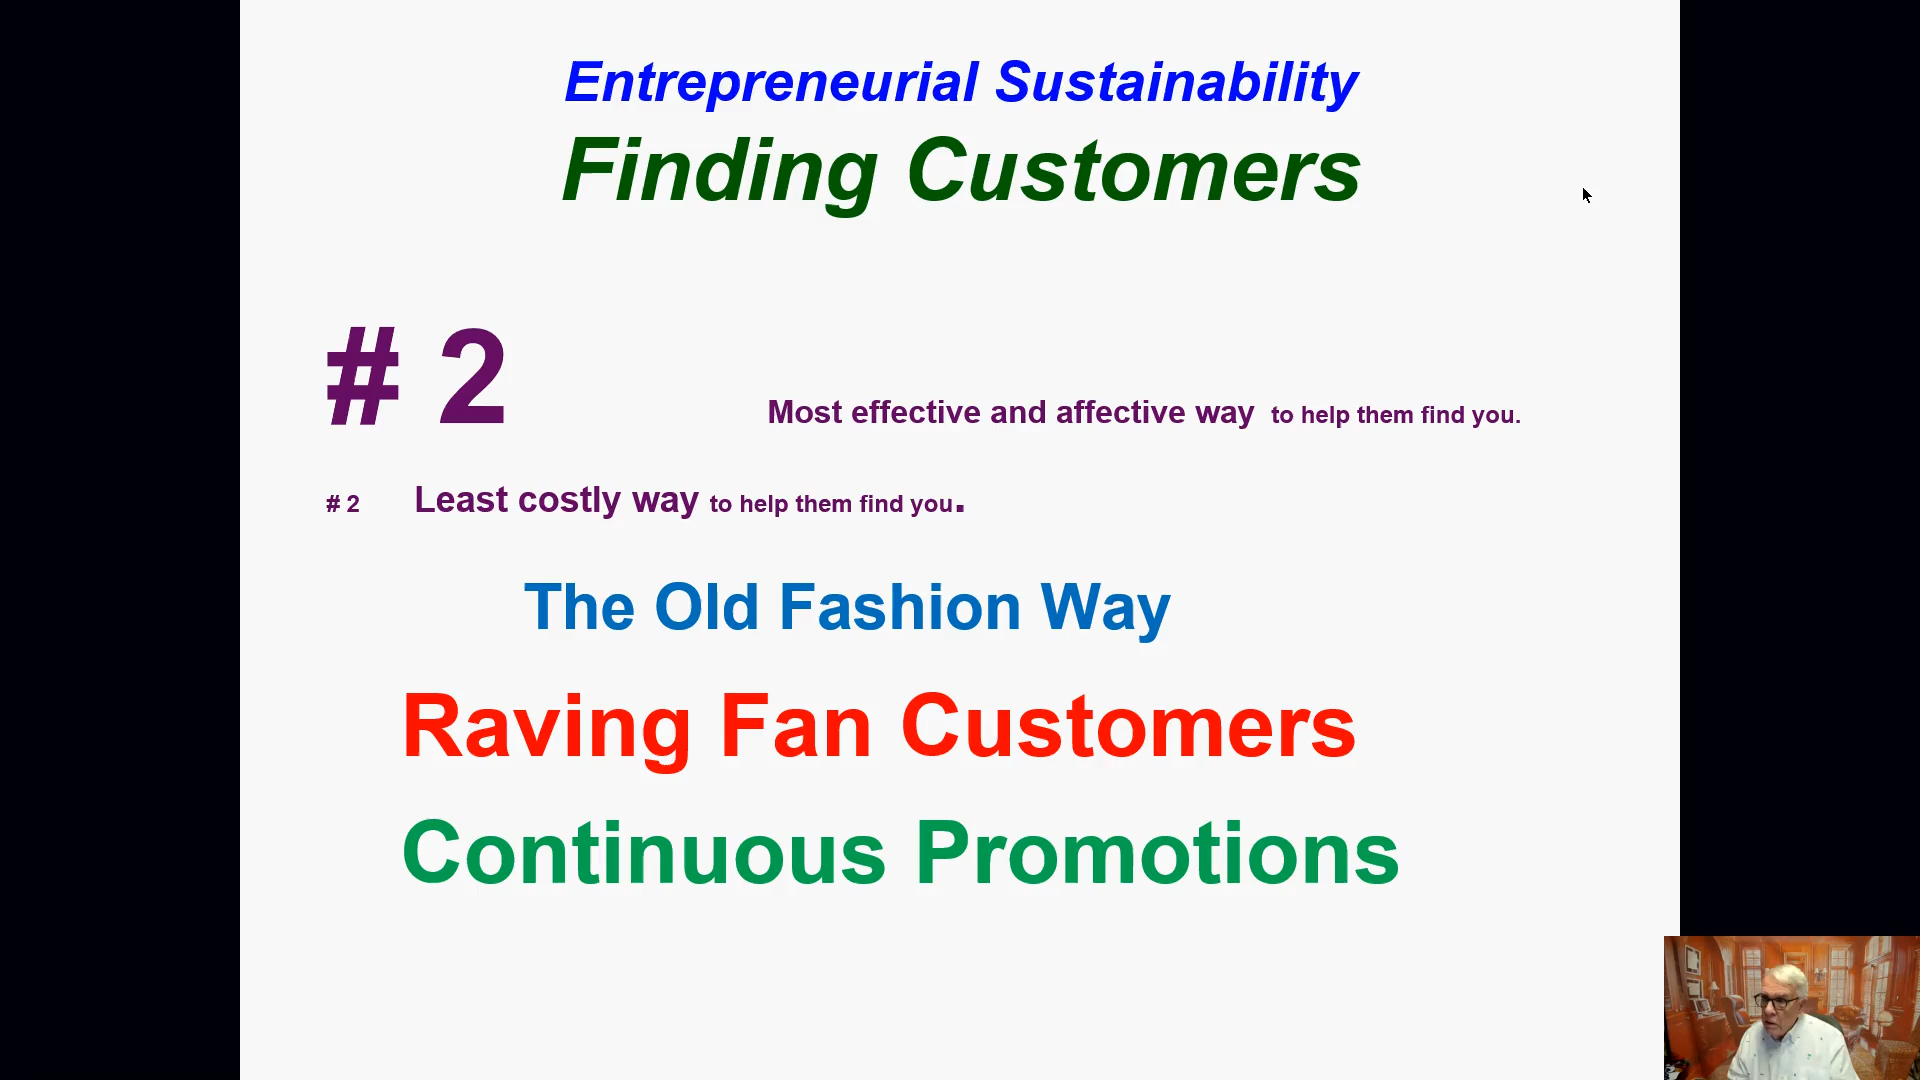 Entrepreneurial Sustainability
Finding Customers
# 2 Most effective and affective way to help them find you.
# 2 Least costly way to help them find you.
The Old Fashion Way
Raving Fan Customers
Continuous Promotions